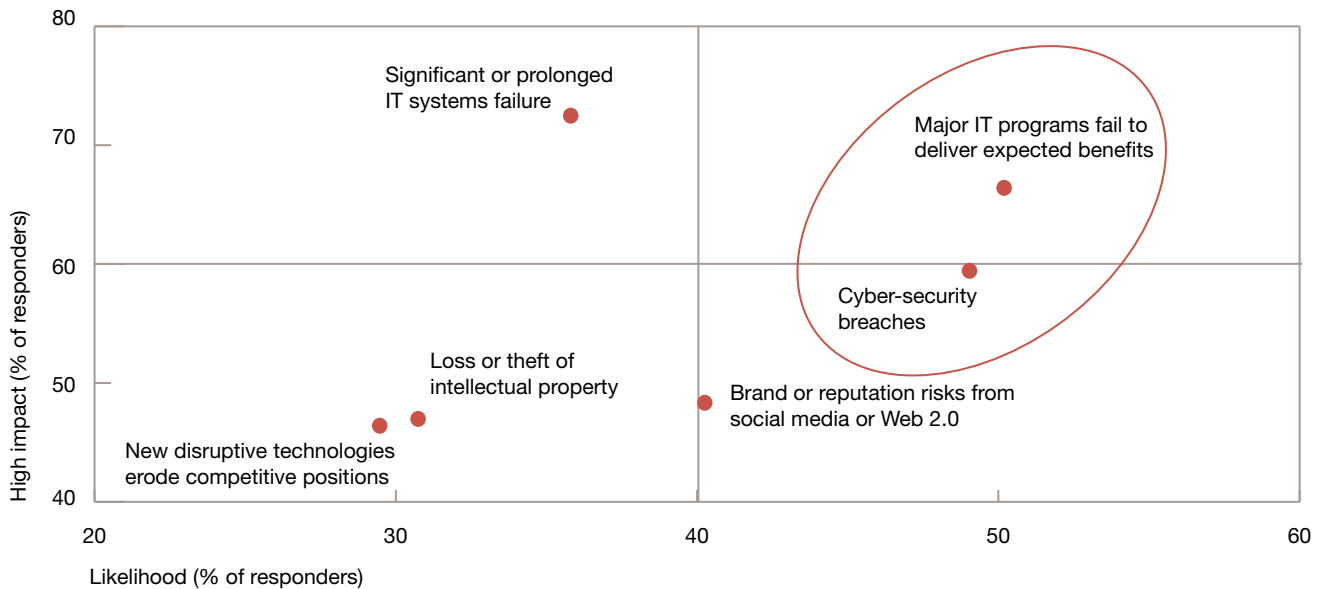 80
Significant or prolonged
IT systems failure
Major IT programs fail to
deliver expected benefits
70
High impact (% of responders)
60
Cyber-security
breaches
Loss or theft of
intellectual property
50
Brand or reputation risks from
social media or Web 2.0
New disruptive technologies
erode competitive positions
40
20
30
40
50
60
Likelihood (% of responders)